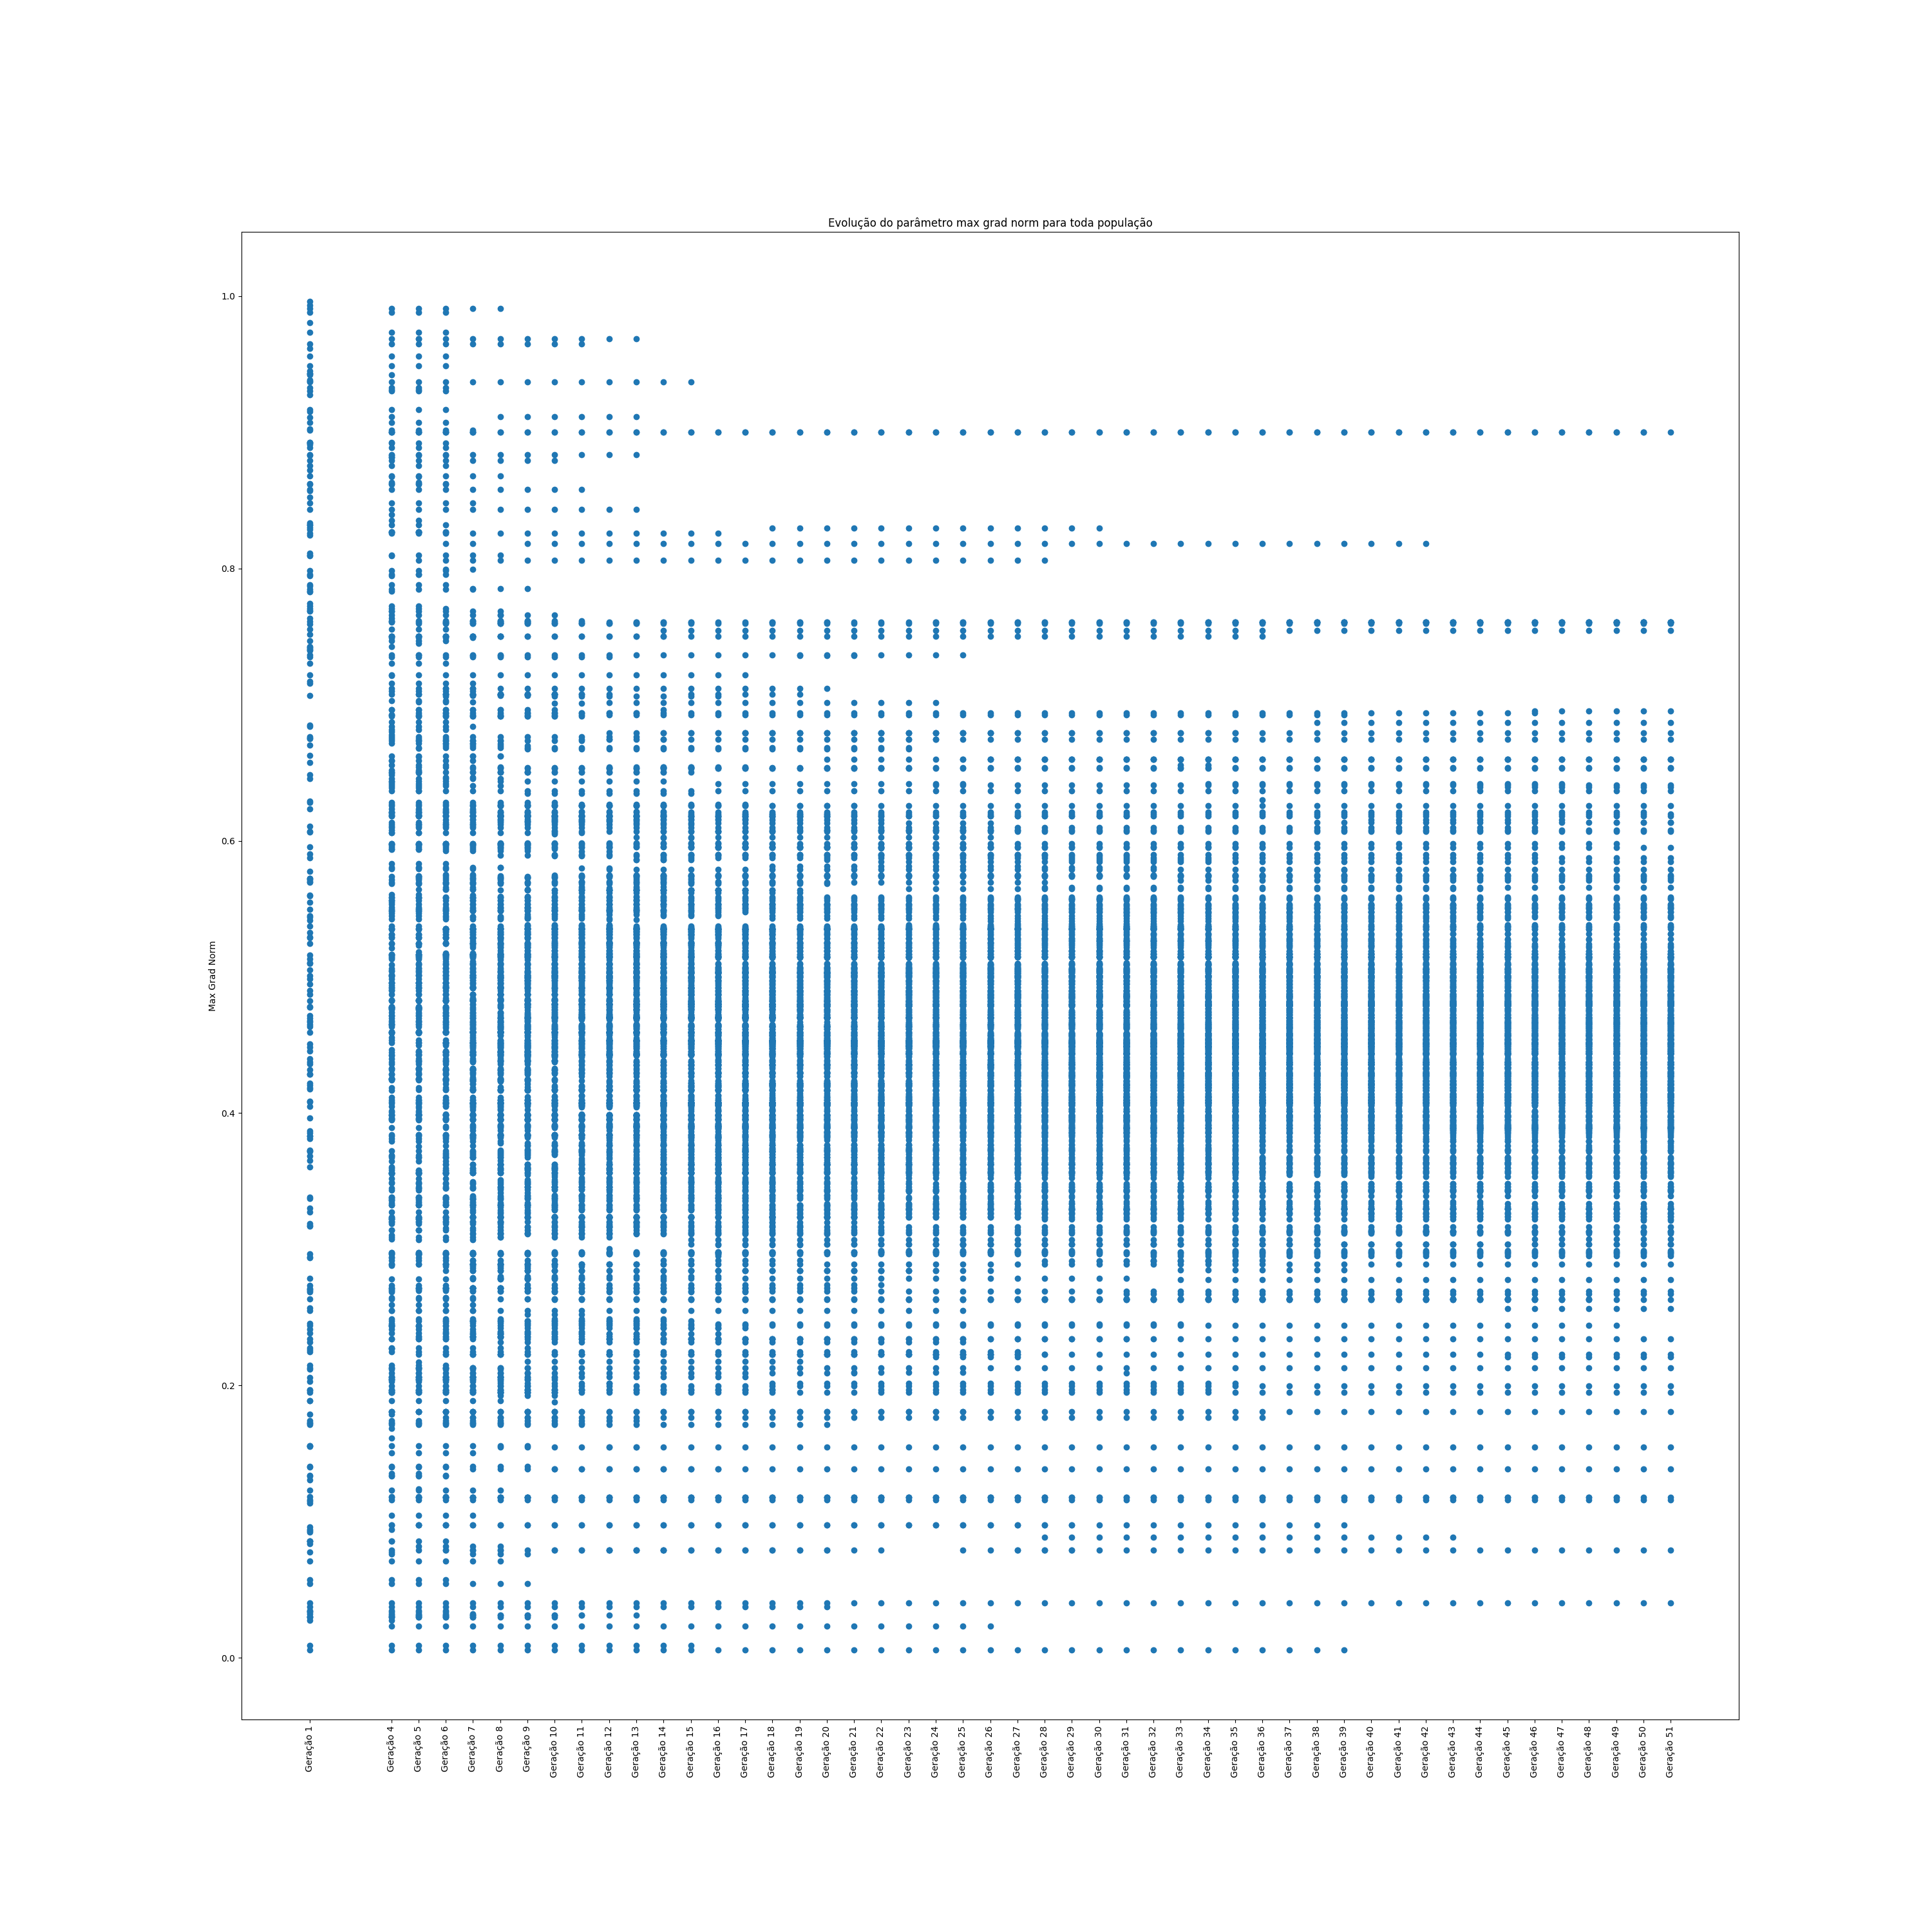 Evolução do parâmetro max grad norm para toda população
Max Grad Norm
1.0
0.8
0.6
0.4
0.2
0.0
Geração 1
Geração 4
Geração 5
Geração 6
Geração 7
Geração 8
Geração 9
Geração 10
Geração 11
Geração 12
Geração 13
Geração 14
Geração 15
Geração 16
Geração 17
Geração 18
Geração 19
Geração 20
Geração 21
Geração 22
Geração 23
Geração 24
Geração 25
Geração 26
Geração 27
Geração 28
Geração 29
Geração 30
Geração 31
Geração 32
Geração 33
Geração 34
Geração 35
Geração 36
Geração 37
Geração 38
Geração 39
Geração 40
Geração 41
Geração 42
Geração 43
Geração 44
Geração 45
Geração 46
Geração 47
Geração 48
Geração 49
Geração 50
Geração 51